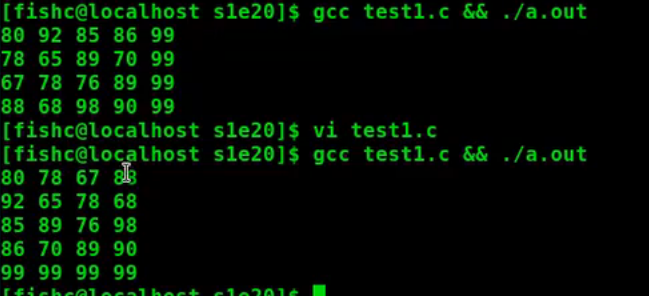 [fishc@localhost s1e20]$ gcc test1.c && ./a.out
80 92 85 86 99
78 65 89 70 99
67 78 76 89 99
88 68 98 90 99
[fishc@localhost s1e20]$ vi test1.c
[fishc@localhost s1e20]$ gcc test1.c && ./a.out
80 78 67 88
92 65 78 68
85 89 76 98
86 70 89 90
99 99 99 99
[fishc@localhost s1e20]$